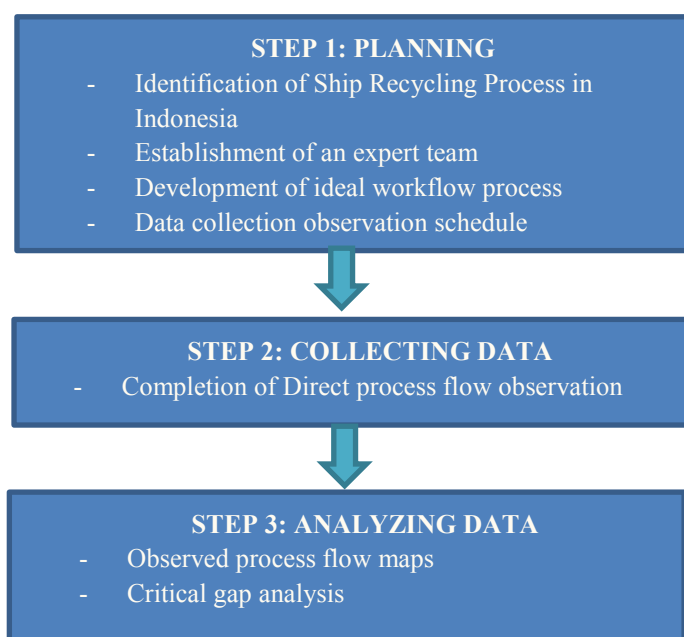 STEP 1: PLANNING
- Identification of Ship Recycling Process in
Indonesia
- Establishment of an expert team
- Development of ideal workflow process
- Data collection observation schedule
STEP 2: COLLECTING DATA
- Completion of Direct process flow observation
STEP 3: ANALYZING DATA
- Observed process flow maps
- Critical gap analysis